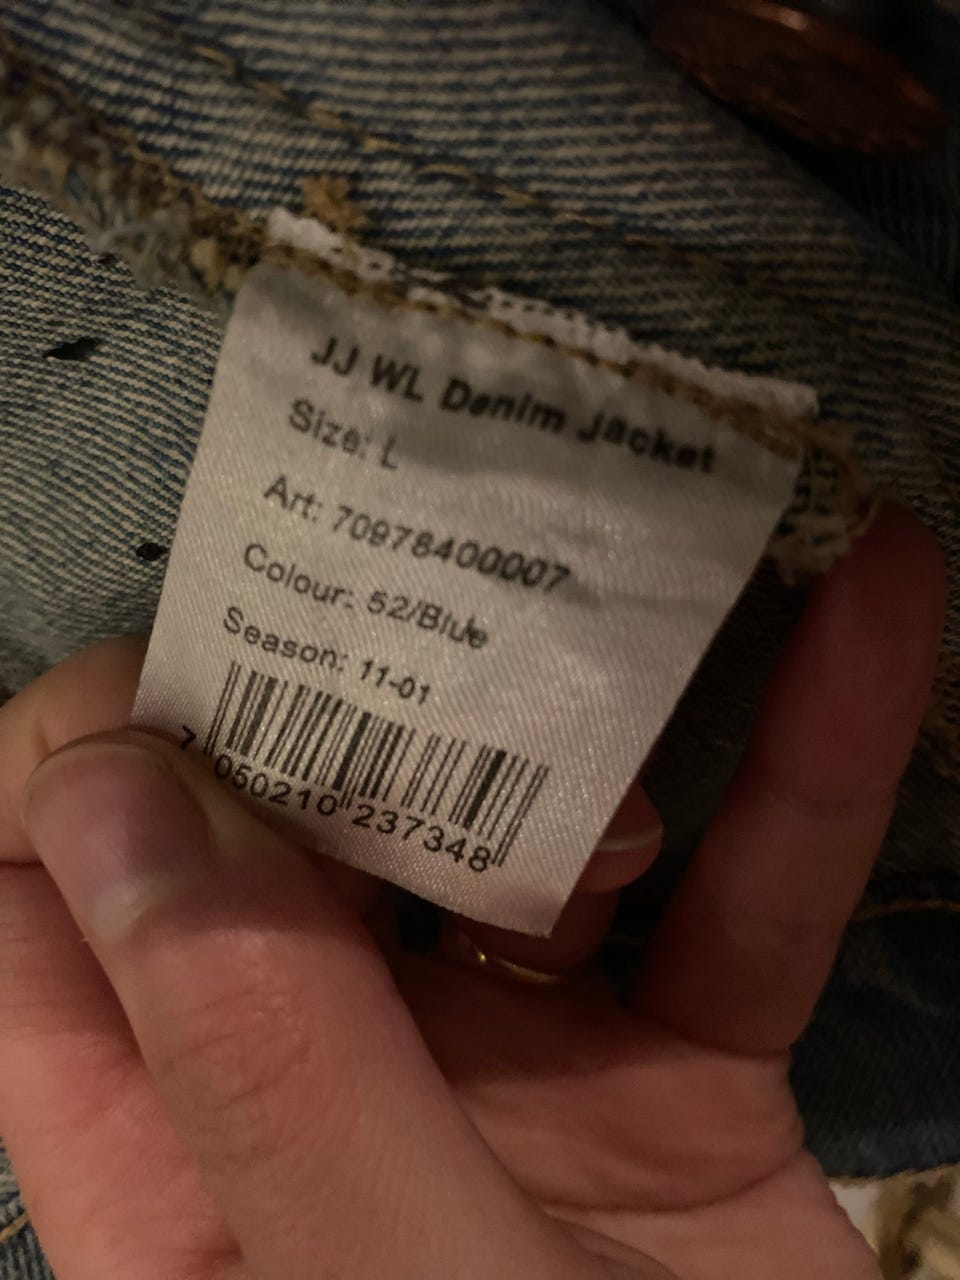 JJ WL Denim Jacket
Size: L
Art: 70978400007
Colour: 52/Blue
Season: 11-01
7 050210 237348